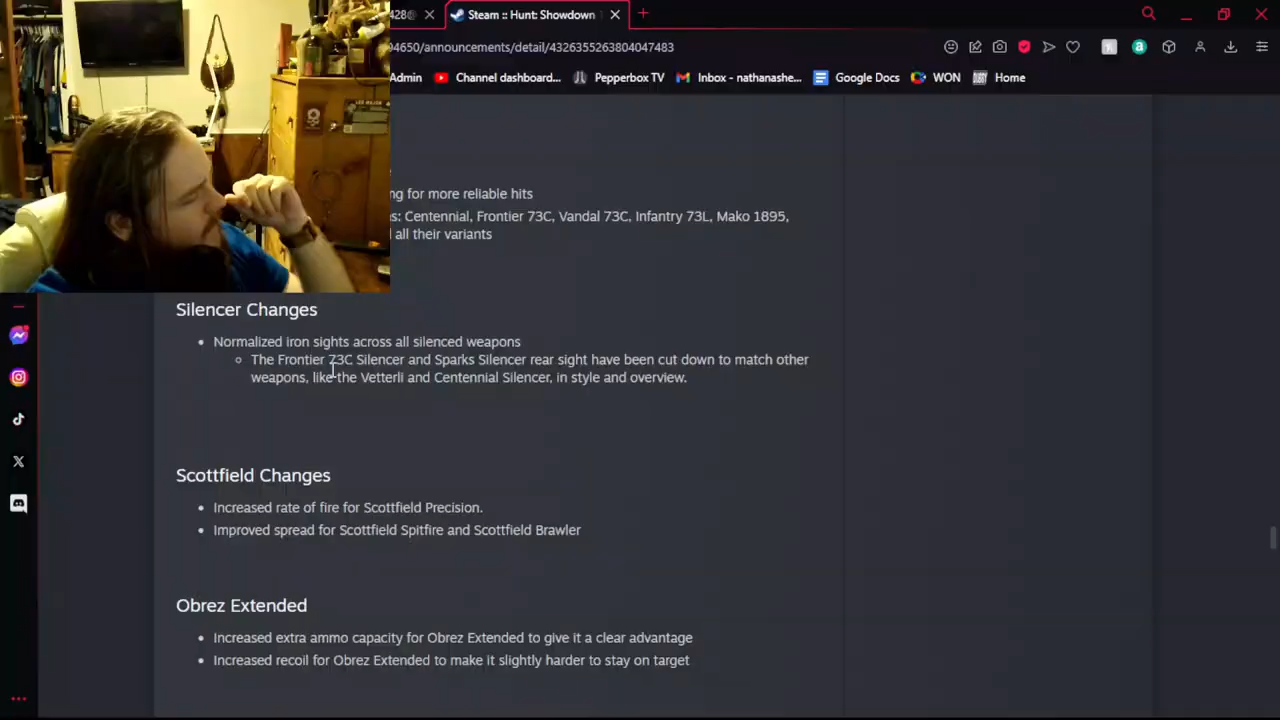 428@
Steam :: Hunt: Showdown
94650/announcements/detail/4326355263804047483
Admin Channel dashboard... Pepperbox TV Inbox - nathanashe... Google Docs WON Home
ng for more reliable hits
s: Centennial, Frontier 73C, Vandal 73C, Infantry 73L, Mako 1895,
all their variants
Silencer Changes
Normalized iron sights across all silenced weapons
The Frontier 73C Silencer and Sparks Silencer rear sight have been cut down to match other
weapons, like the Vetterli and Centennial Silencer, in style and overview.
Scottfield Changes
Increased rate of fire for Scottfield Precision.
Improved spread for Scottfield Spitfire and Scottfield Brawler
Obrez Extended
Increased extra ammo capacity for Obrez Extended to give it a clear advantage
Increased recoil for Obrez Extended to make it slightly harder to stay on target